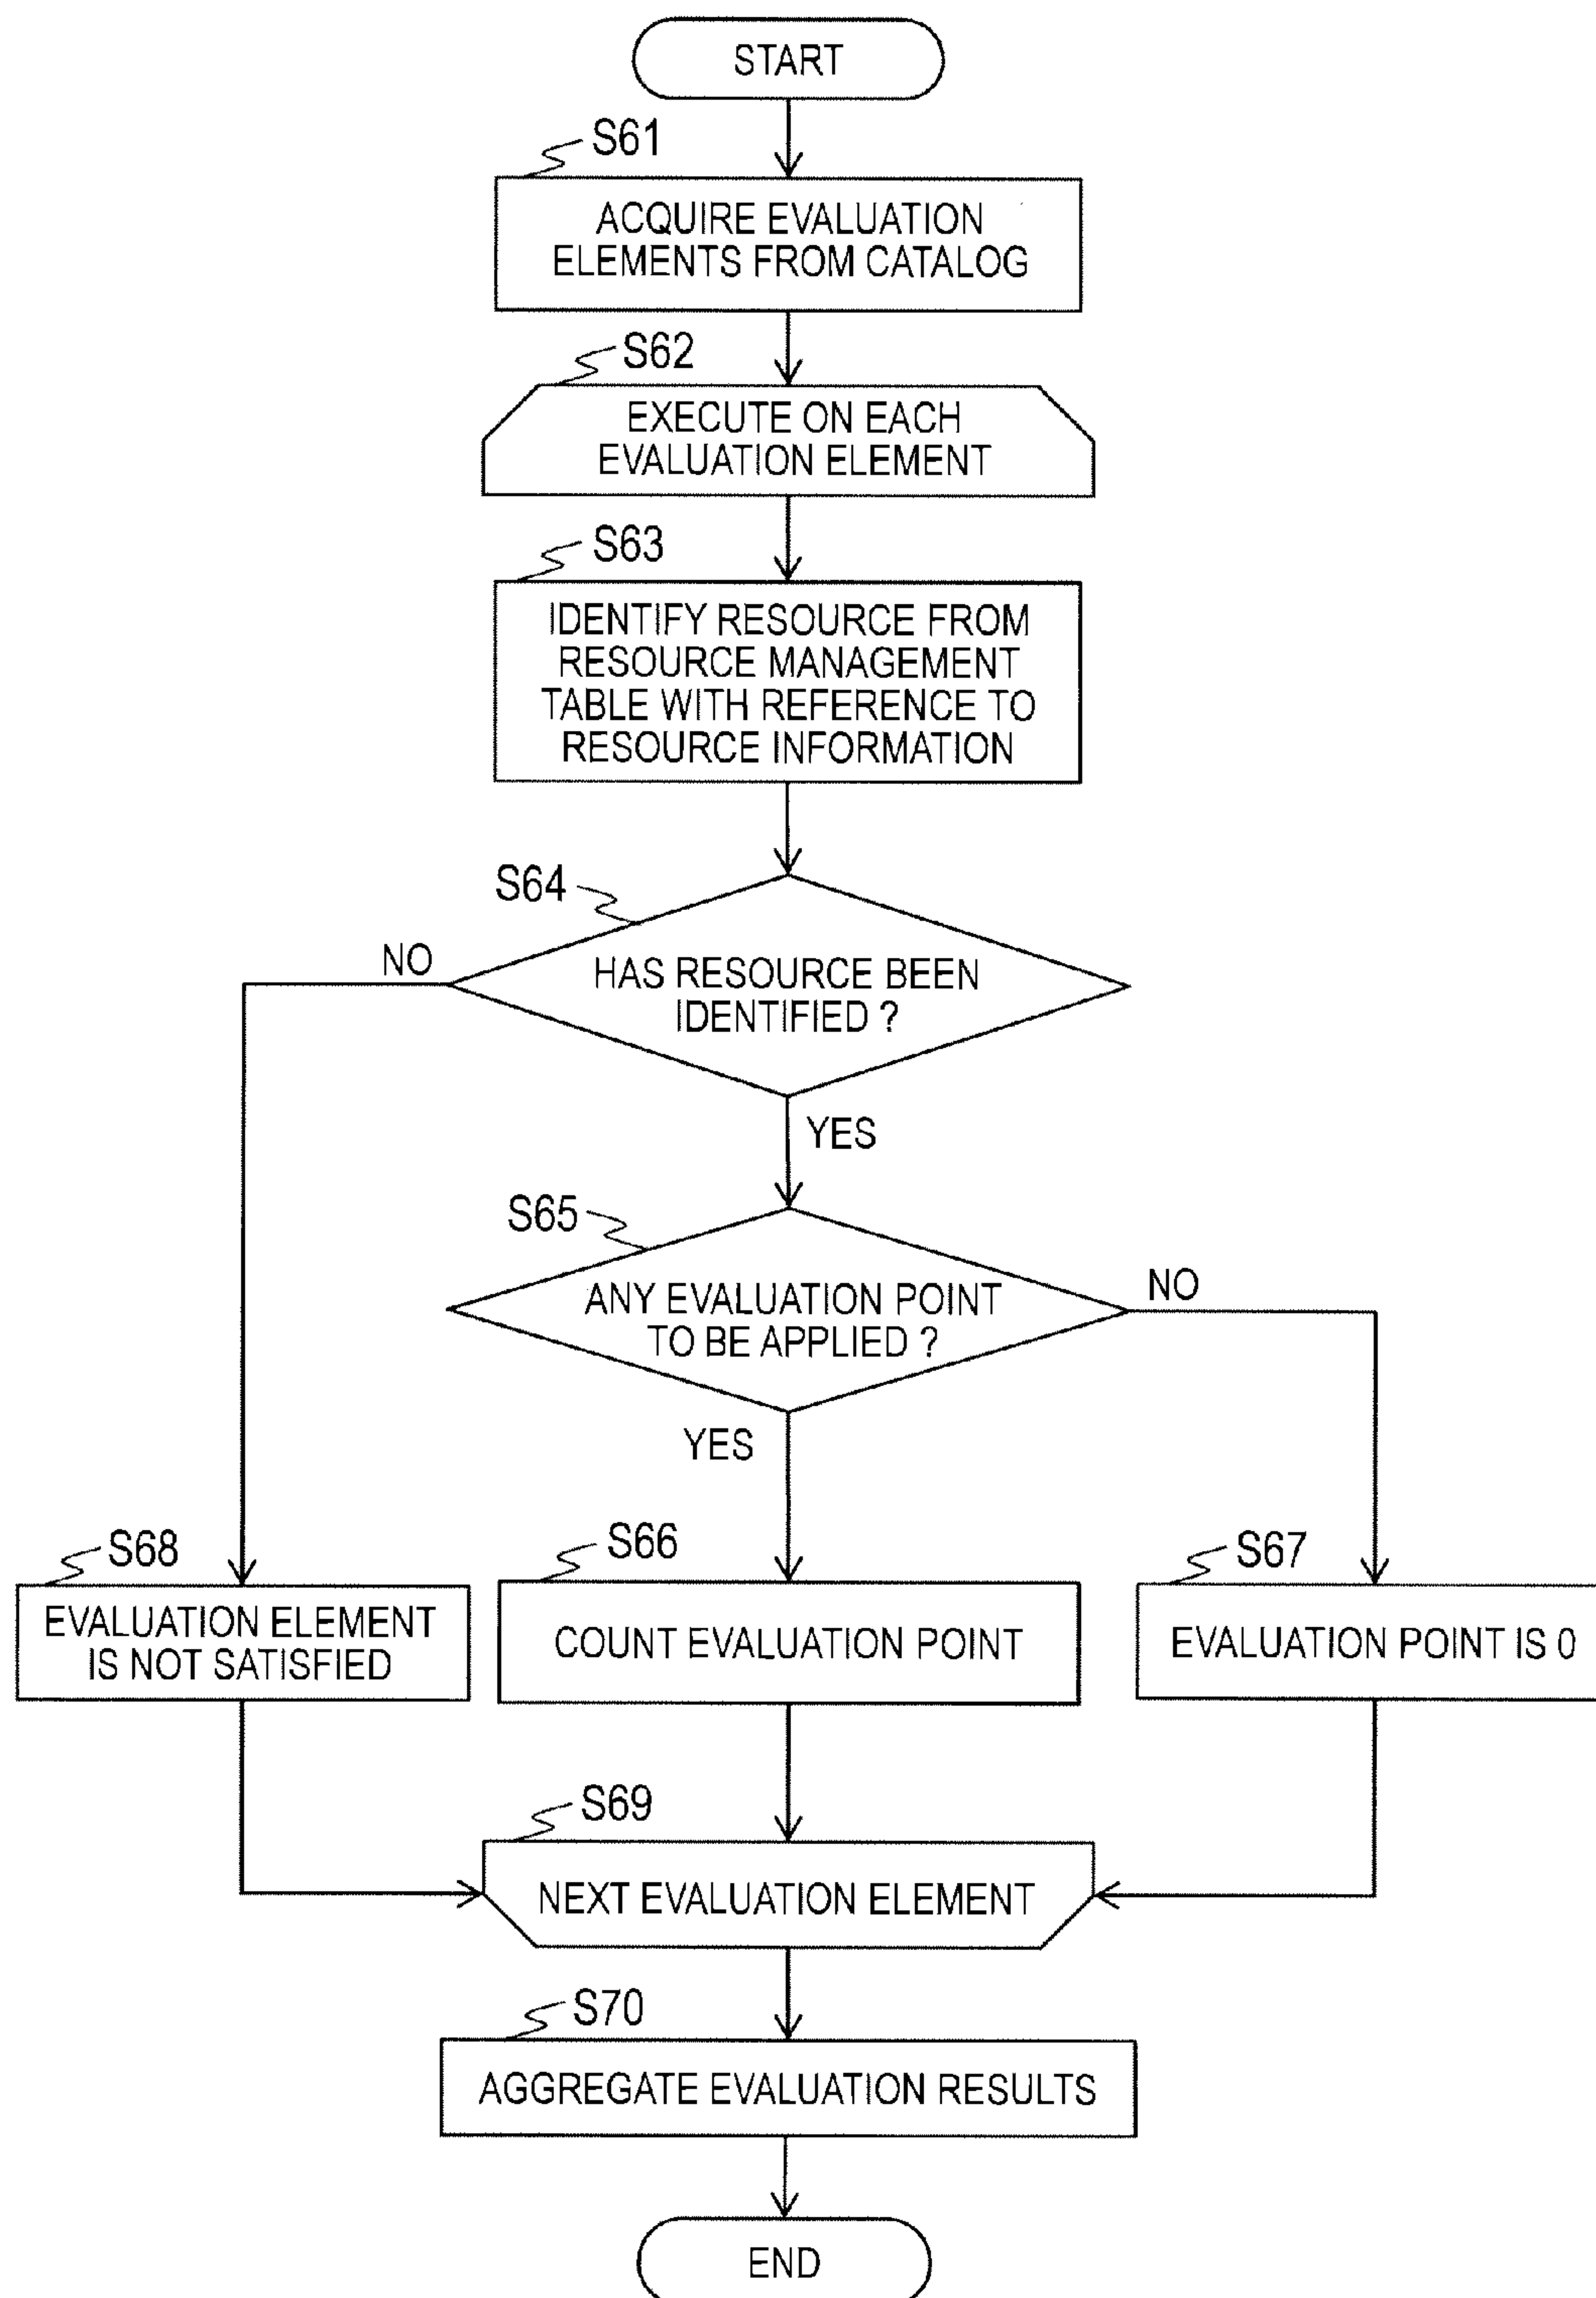 START
S61
ACQUIRE EVALUATION
ELEMENTS FROM CATALOG
S62
EXECUTE ON EACH
EVALUATION ELEMENT
S63
IDENTIFY RESOURCE FROM
RESOURCE MANAGEMENT
TABLE WITH REFERENCE TO
RESOURCE INFORMATION
S64
NO
HAS RESOURCE BEEN
IDENTIFIED ?
YES
S65
NO
ANY EVALUATION POINT
TO BE APPLIED ?
YES
S68
EVALUATION ELEMENT
IS NOT SATISFIED
S66
COUNT EVALUATION POINT
S67
EVALUATION POINT IS 0
S69
NEXT EVALUATION ELEMENT
S70
AGGREGATE EVALUATION RESULTS
END